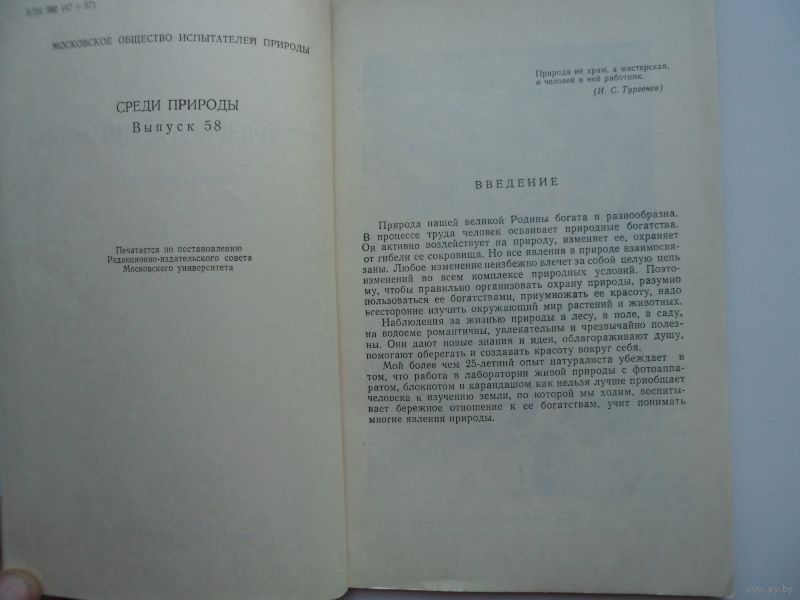 УДК 58 (47+57)
МОСКОВСКОЕ ОБЩЕСТВО ИСПЫТАТЕЛЕЙ ПРИРОДЫ
СРЕДИ ПРИРОДЫ
Выпуск 58
Печатается по постановлению
Редакционно-издательского совета
Московского университета
Природа не храм, а мастерская,
и человек в ней работник.
(И. С. Тургенев)
ВВЕДЕНИЕ
Природа нашей великой Родины богата и разнообразна.
В процессе труда человек осваивает природные богатства.
Он активно воздействует на природу, изменяет ее, охраняет
от гибели ее сокровища. Но все явления в природе взаимосвя-
заны. Любое изменение неизбежно влечет за собой целую цепь
изменений во всем комплексе природных условий. Поэто-
му, чтобы правильно организовать охрану природы, разумно
пользоваться ее богатствами, приумножать ее красоту, надо
всесторонне изучить окружающий мир растений и животных.
Наблюдения за жизнью природы в лесу, в поле, в саду,
на водоеме романтичны, увлекательны и чрезвычайно полез-
ны. Они дают новые знания и идеи, облагораживают душу,
помогают оберегать и создавать красоту вокруг себя.
Мой более чем 25-летний опыт натуралиста убеждает в
том, что работа в лаборатории живой природы с фотоаппа-
ратом, блокнотом и карандашом как нельзя лучше приобщает
человека к изучению земли, по которой мы ходим, воспиты-
вает бережное отношение к ее богатствам, учит понимать
многие явления природы.
www.ay.by